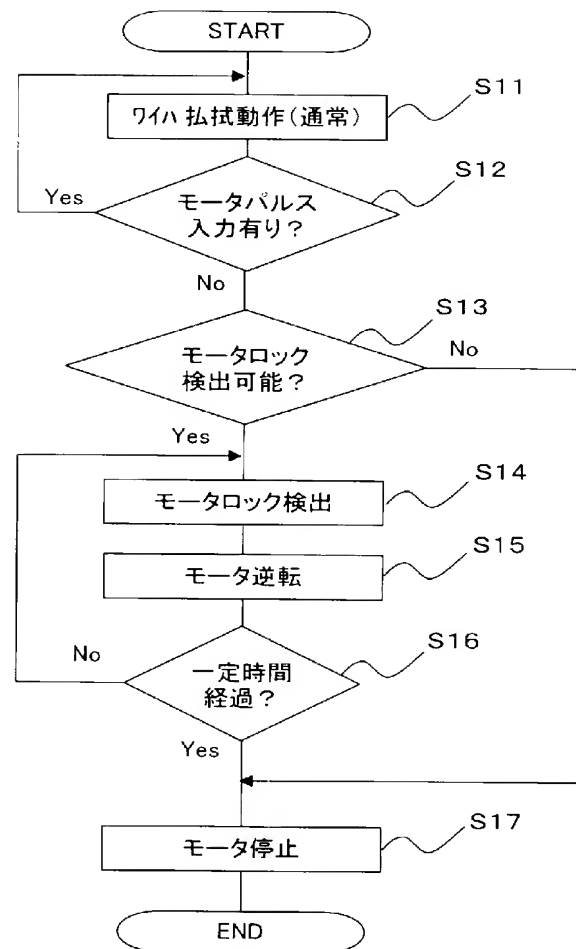 START
ワイハ 払拭動作(通常)
S11
モータパルス
入力有り?
S12
Yes
No
モータロック
検出可能?
S13
No
Yes
モータロック検出
S14
モータ逆転
S15
一定時間
経過?
S16
No
Yes
モータ停止
S17
END